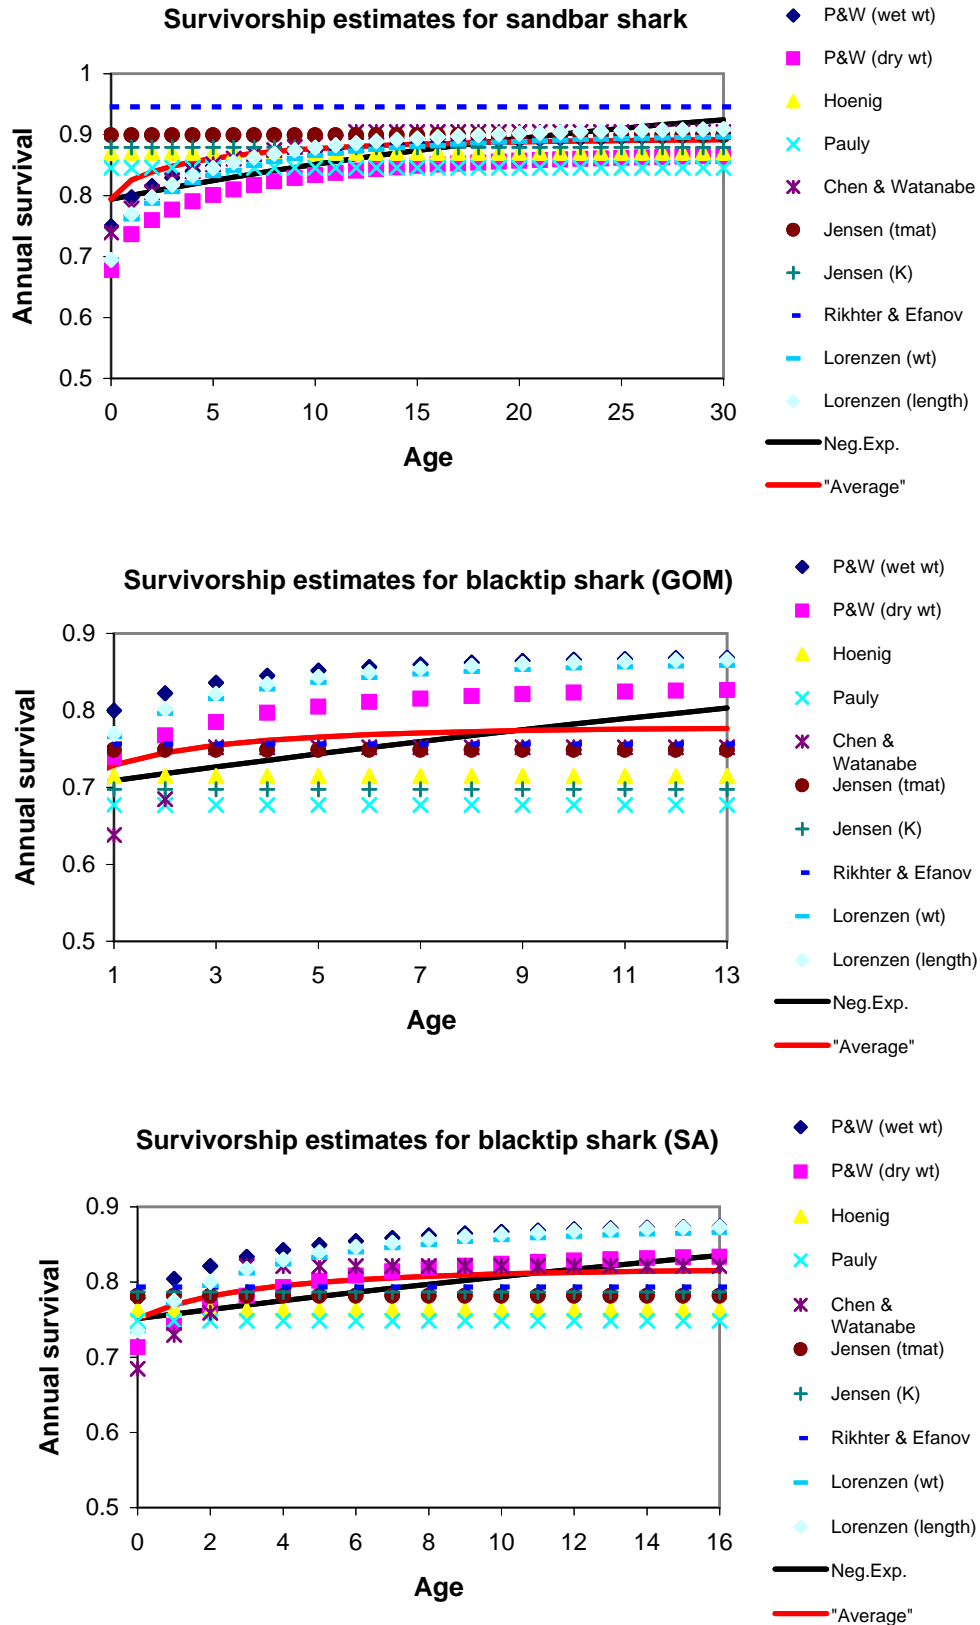 Survivorship estimates for sandbar shark
Annual survival
1
0.9
0.8
0.7
0.6
0.5
0 5 10 15 20 25 30
Age
P&W (wet wt)
P&W (dry wt)
Hoenig
Pauly
Chen & Watanabe
Jensen (tmat)
Jensen (K)
Rikhter & Efanov
Lorenzen (wt)
Lorenzen (length)
Neg.Exp.
"Average"
Survivorship estimates for blacktip shark (GOM)
Annual survival
0.9
0.8
0.7
0.6
0.5
1 3 5 7 9 11 13
Age
P&W (wet wt)
P&W (dry wt)
Hoenig
Pauly
Chen &
Watanabe
Jensen (tmat)
Jensen (K)
Rikhter & Efanov
Lorenzen (wt)
Lorenzen (length)
Neg.Exp.
"Average"
Survivorship estimates for blacktip shark (SA)
Annual survival
0.9
0.8
0.7
0.6
0.5
0 2 4 6 8 10 12 14 16
Age
P&W (wet wt)
P&W (dry wt)
Hoenig
Pauly
Chen &
Watanabe
Jensen (tmat)
Jensen (K)
Rikhter & Efanov
Lorenzen (wt)
Lorenzen (length)
Neg.Exp.
"Average"